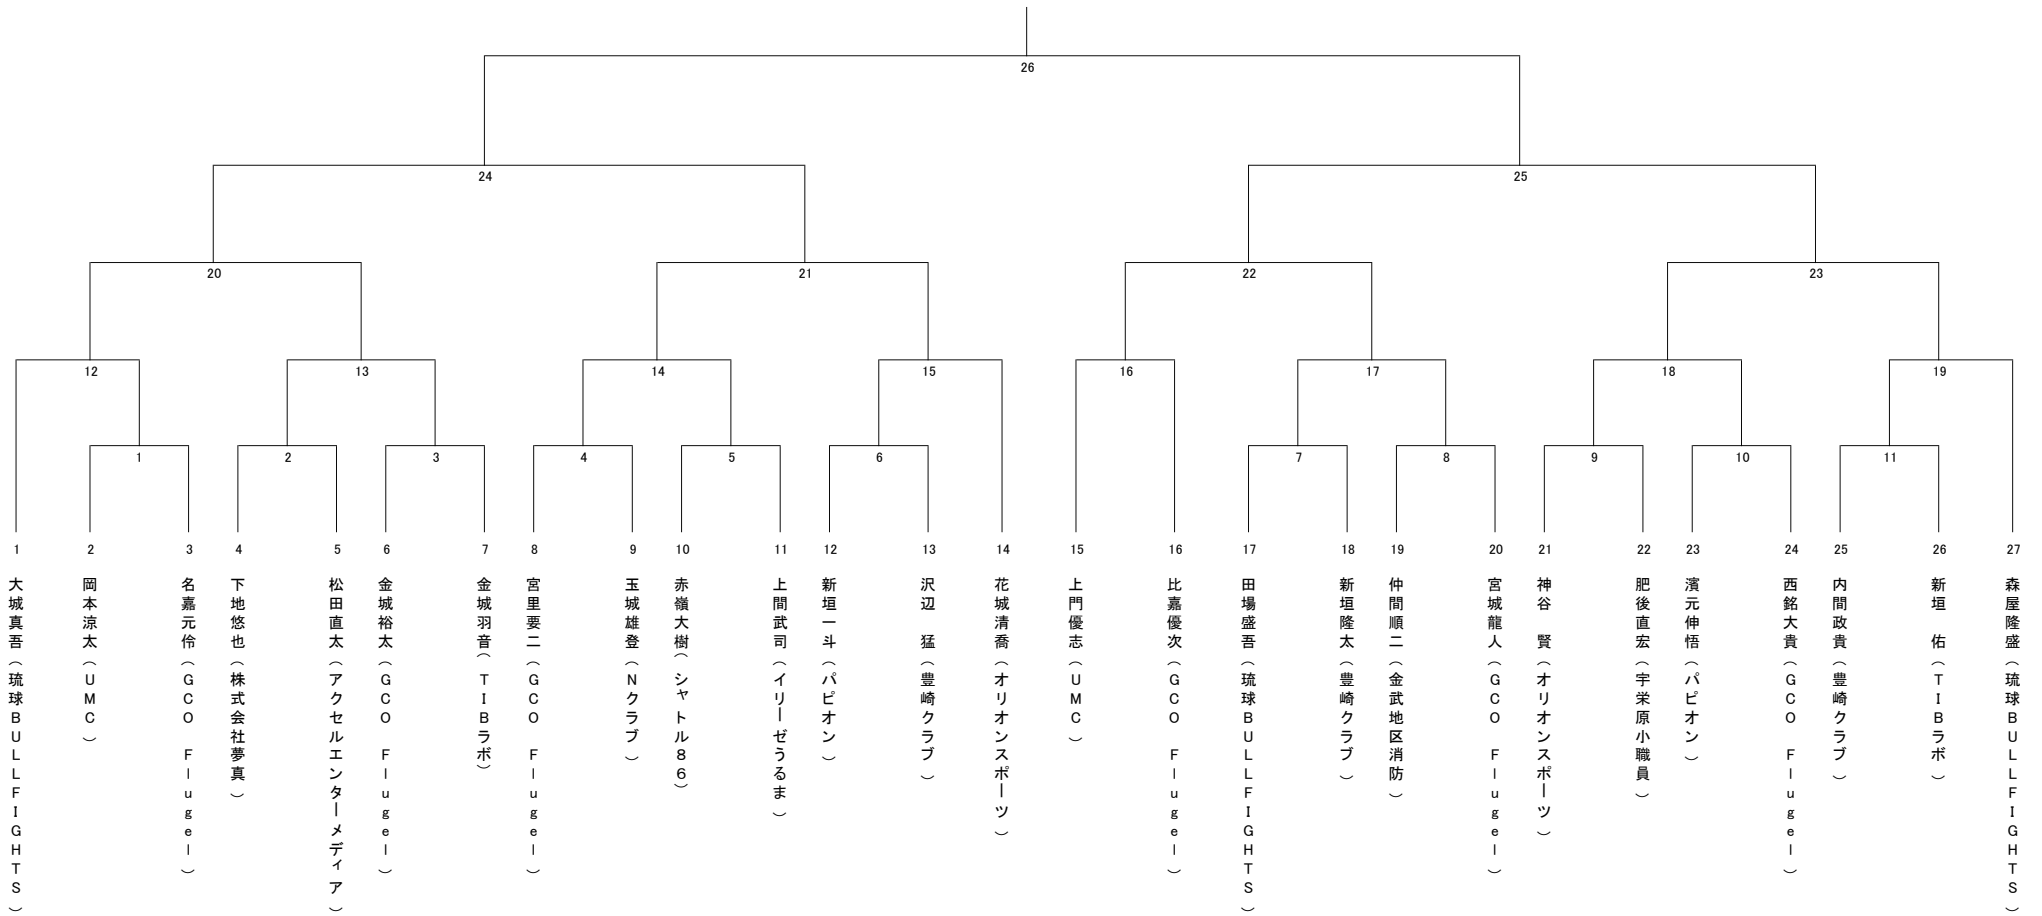 26
24
25
20
21
22
23
12
13
14
15
16
17
18
19
1
2
3
4
5
6
7
8
9
10
11
1
2
3
4
5
6
7
8
9
10
11
12
13
14
15
16
17
18
19
20
21
22
23
24
25
26
27
大城真吾（琉球ＢＵＬＬＦＩＧＨＴＳ）
岡本涼太（ＵＭＣ）
名嘉元伶（ＧＣＯ　Ｆｌｕｇｅｌ）
下地悠也（株式会社夢真）
松田直太（アクセルエンターメディア）
金城裕太（ＧＣＯ　Ｆｌｕｇｅｌ）
金城羽音（ＴＩＢラボ）
宮里要二（ＧＣＯ　Ｆｌｕｇｅｌ）
玉城雄登（Ｎクラブ）
赤嶺大樹（シャトル８６）
上間武司（イリーゼうるま）
新垣一斗（パピオン）
沢辺　猛（豊崎クラブ）
花城清喬（オリオンスポーツ）
上門優志（ＵＭＣ）
比嘉優次（ＧＣＯ　Ｆｌｕｇｅｌ）
田場盛吾（琉球ＢＵＬＬＦＩＧＨＴＳ）
新垣隆太（豊崎クラブ）
仲間順二（金武地区消防）
宮城龍人（ＧＣＯ　Ｆｌｕｇｅｌ）
神谷　賢（オリオンスポーツ）
肥後直宏（宇栄原小職員）
濱元伸悟（パピオン）
西銘大貴（ＧＣＯ　Ｆｌｕｇｅｌ）
内間政貴（豊崎クラブ）
新垣　佑（ＴＩＢラボ）
森屋隆盛（琉球ＢＵＬＬＦＩＧＨＴＳ）